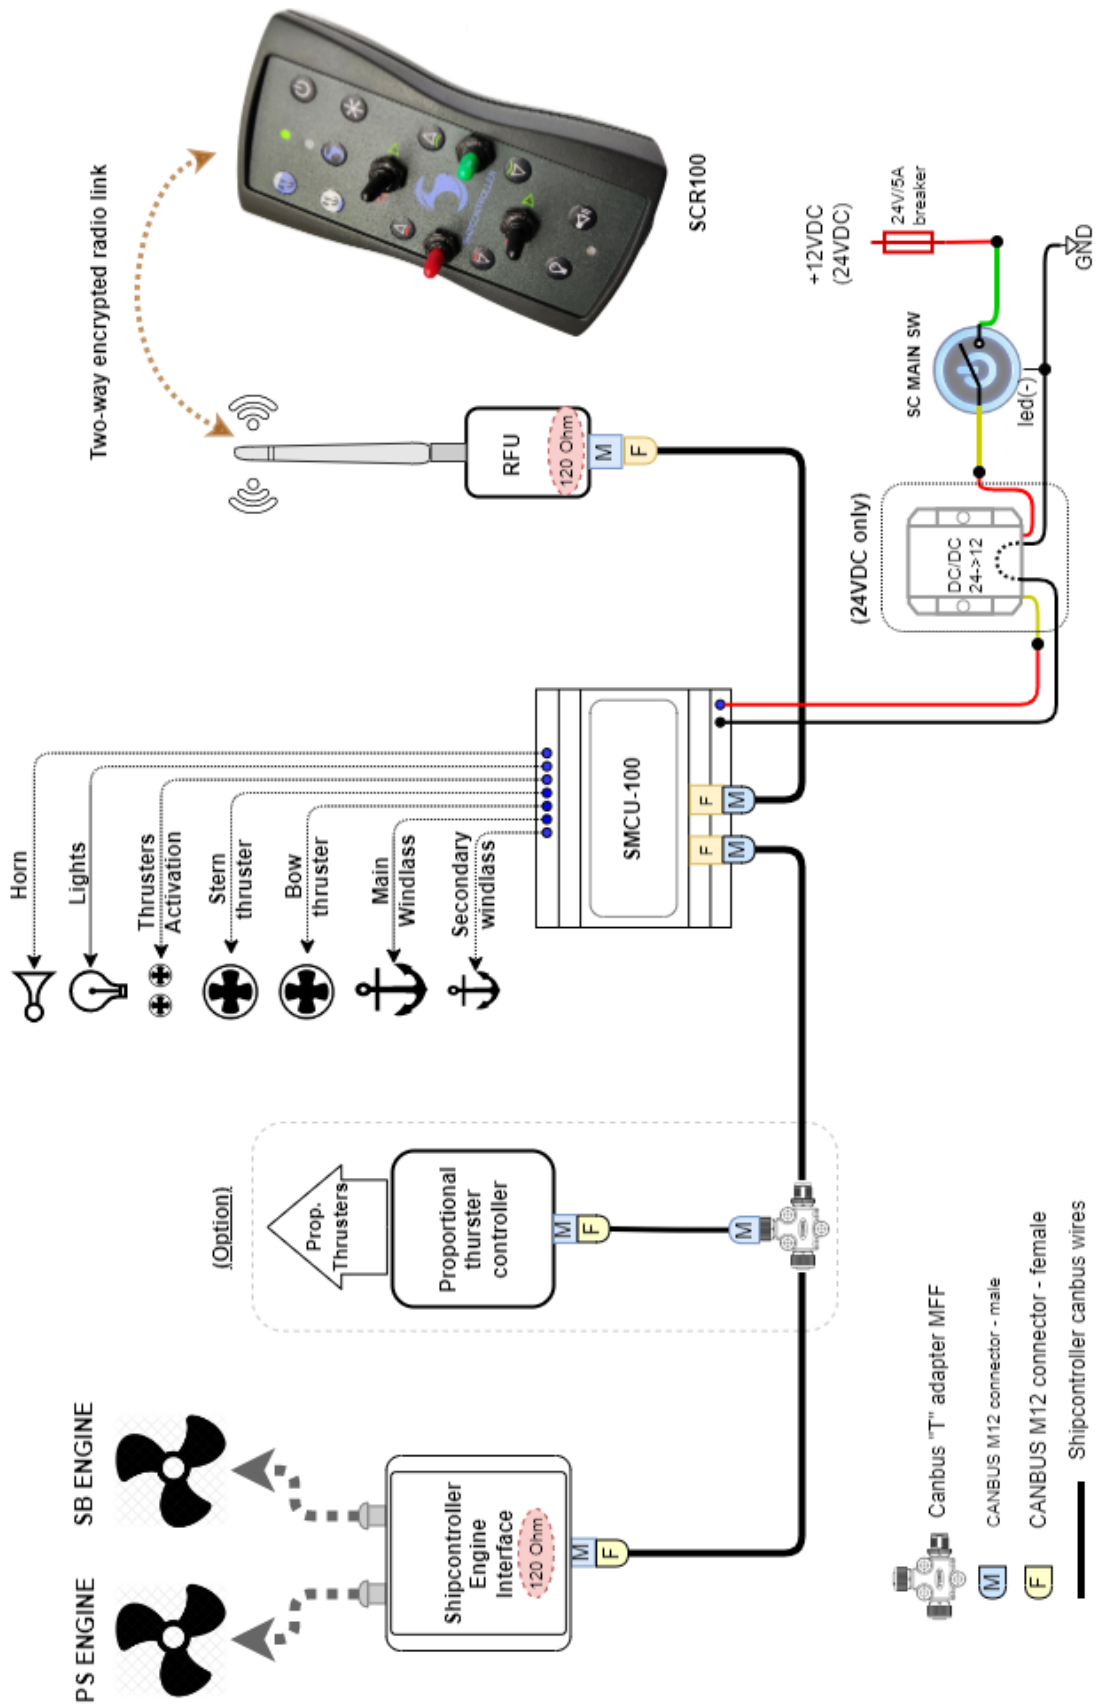 PS ENGINE
SB ENGINE
Shipcontroller
Engine
Interface
120 Ohm
M
F
(Option)
Prop.
Thrusters
Proportional
thurster
controller
M
F
M
Horn
Lights
Thrusters
Activation
Stern
thruster
Bow
thruster
Main
Windlass
Secondary
windlass
SMCU-100
F
M
F
M
Two-way encrypted radio link
RFU
120 Ohm
M
F
SHIPCONTROLLER
SCR100
(24VDC only)
DC/DC
24->12
SC MAIN SW
led(-)
+12VDC
(24VDC)
24V/5A
breaker
GND
Canbus "T" adapter MFF
M
CANBUS M12 connector - male
F
CANBUS M12 connector - female
Shipcontroller canbus wires